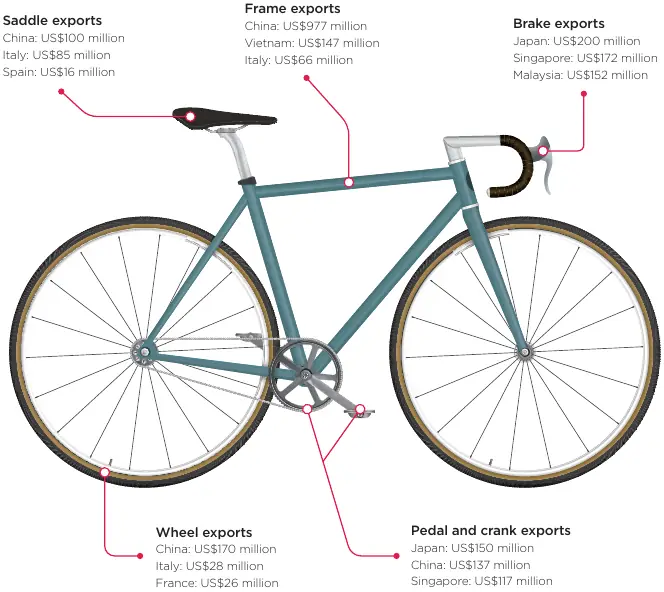 Saddle exports
China: US$100 million
Italy: US$85 million
Spain: US$16 million
Frame exports
China: US$977 million
Vietnam: US$147 million
Italy: US$66 million
Brake exports
Japan: US$200 million
Singapore: US$172 million
Malaysia: US$152 million
Wheel exports
China: US$170 million
Italy: US$28 million
France: US$26 million
Pedal and crank exports
Japan: US$150 million
China: US$137 million
Singapore: US$117 million